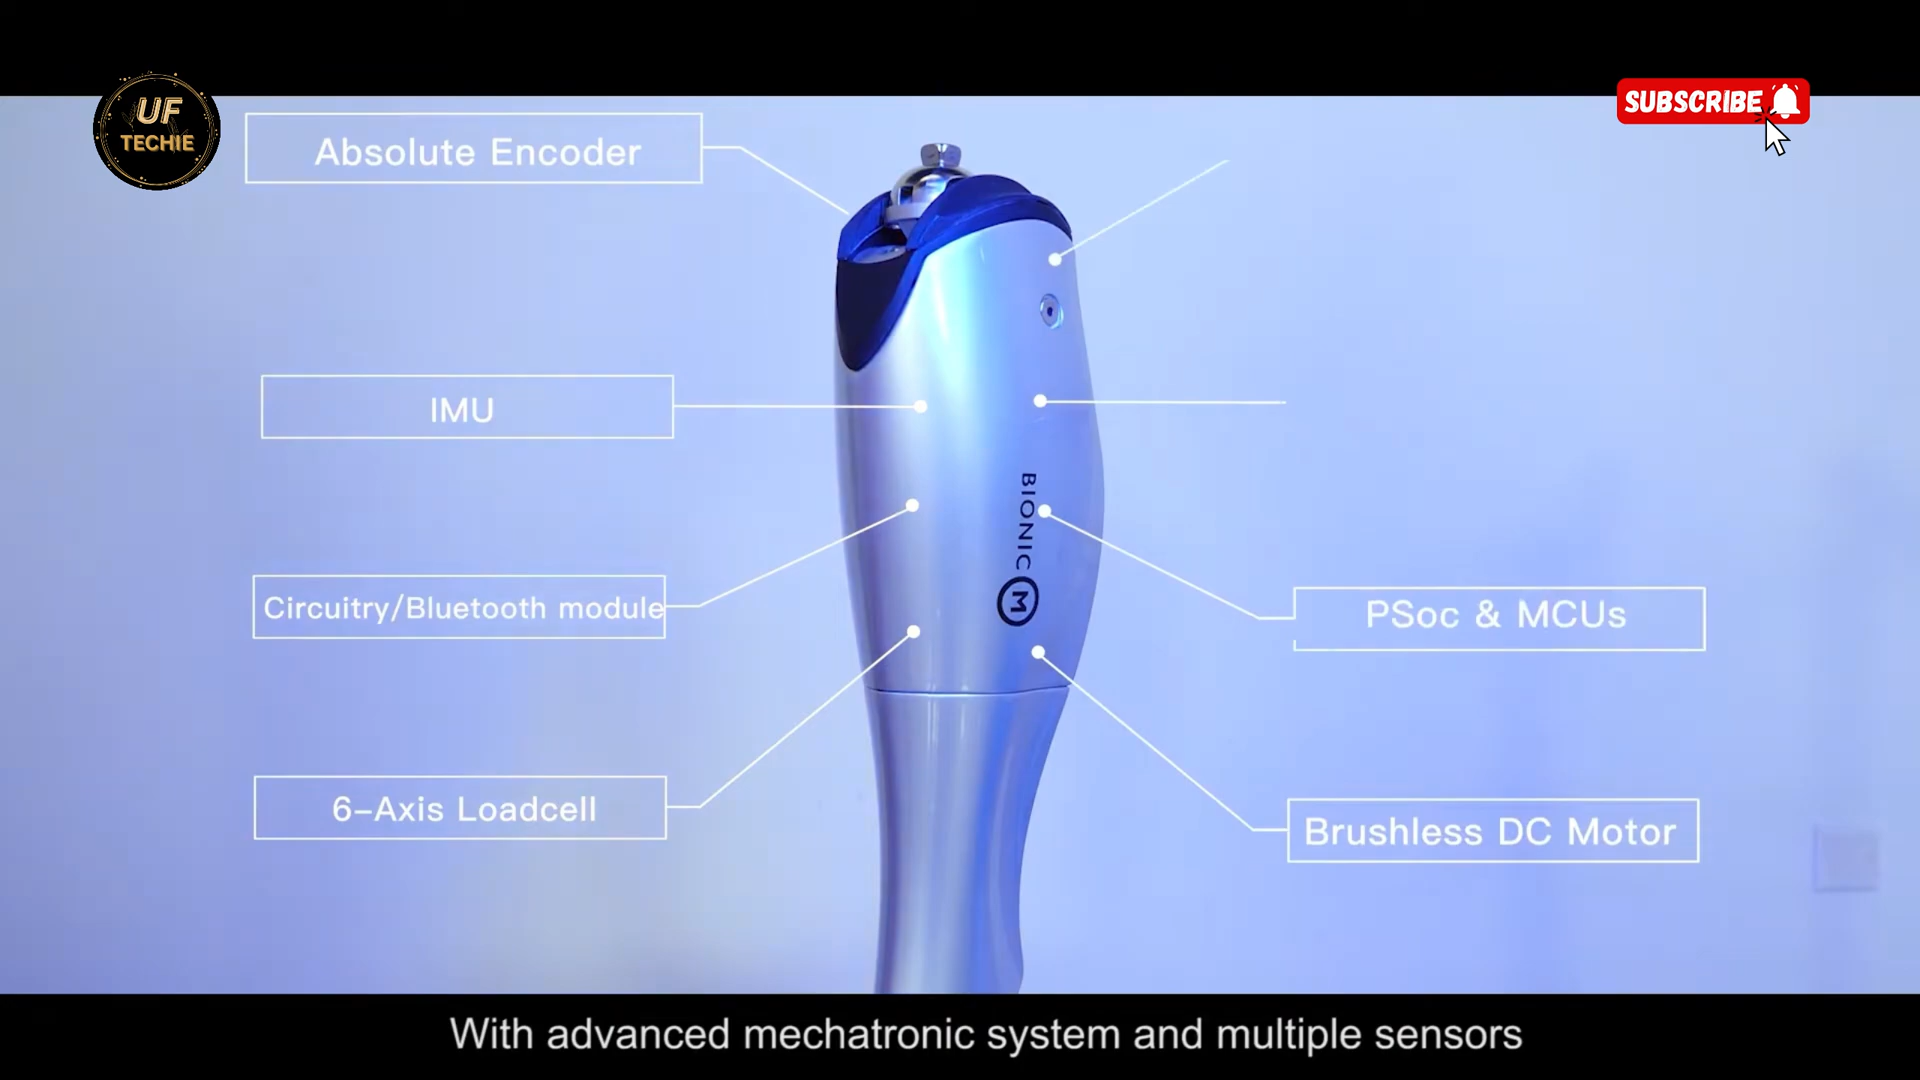 UF
TECHIE
SUBSCRIBE
Absolute Encoder
IMU
BIONIC
M
Circuitry/Bluetooth module
PSoc & MCUs
6-Axis Loadcell
Brushless DC Motor
With advanced mechatronic system and multiple sensors